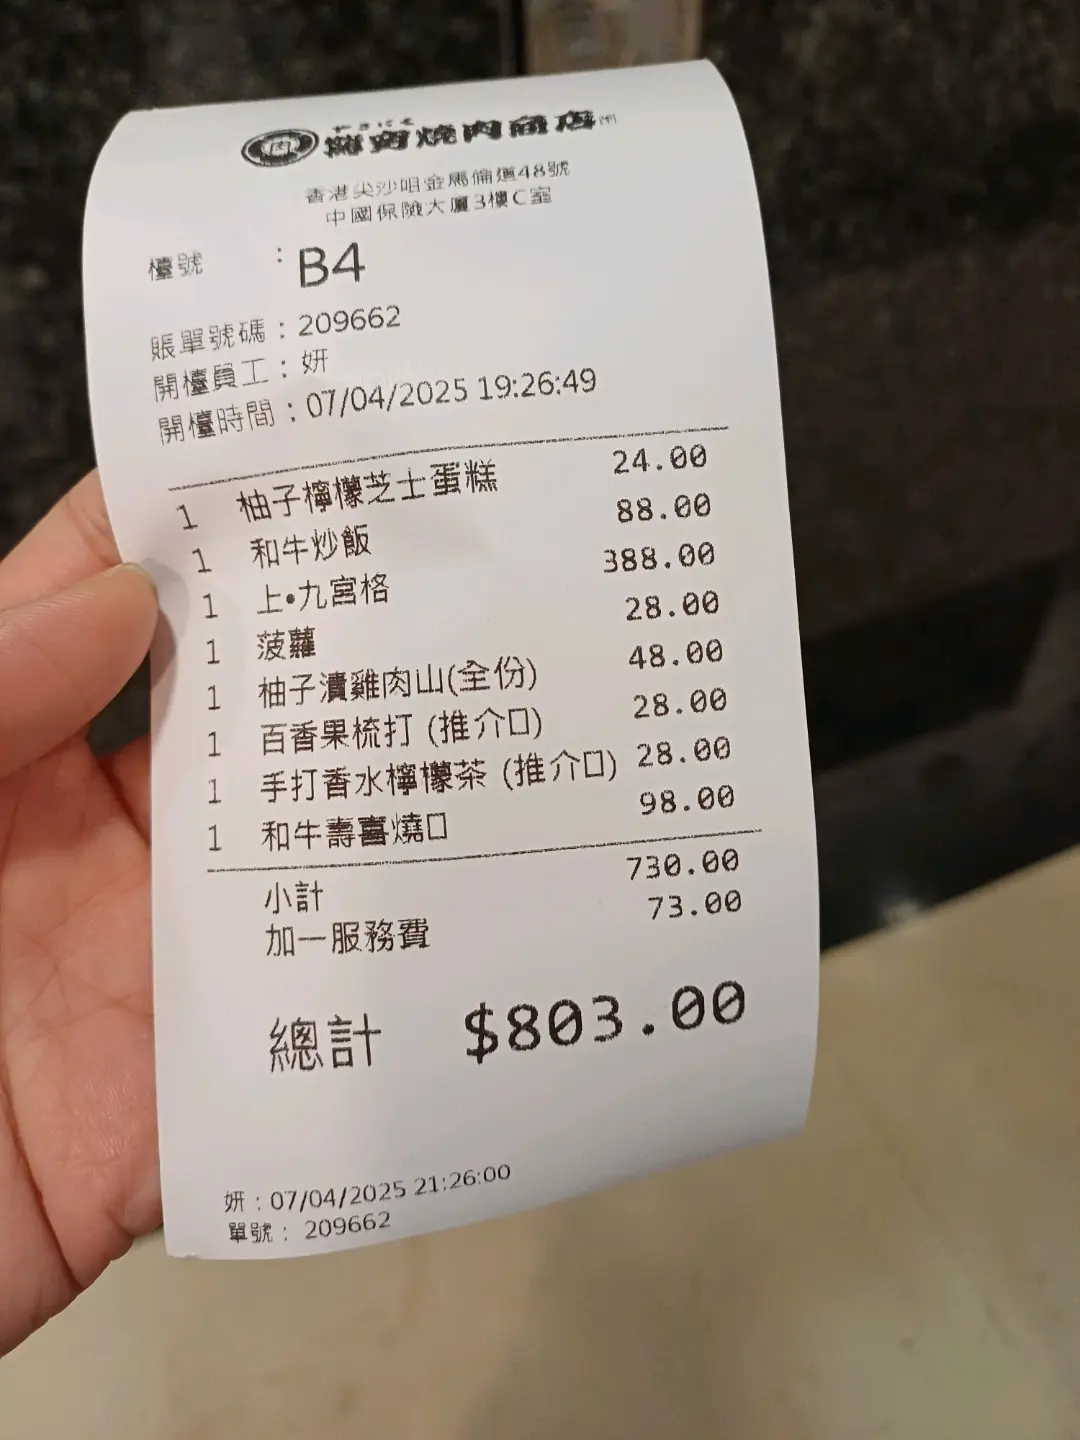 燒肉商店
香港尖沙咀金馬倫道48號
中國保險大廈3樓C室
檯號 : B4
賬單號碼 : 209662
開檯員工 : 妍
開檯時間 : 07/04/2025 19:26:49
1 柚子檸檬芝士蛋糕 24.00
1 和牛炒飯 88.00
1 上•九宮格 388.00
1 菠蘿 28.00
1 柚子漬雞肉山(全份) 48.00
1 百香果梳打 (推介口) 28.00
1 手打香水檸檬茶 (推介口) 28.00
1 和牛壽喜燒口 98.00
小計 730.00
加一服務費 73.00
總計 $803.00
妍 : 07/04/2025 21:26:00
單號 : 209662